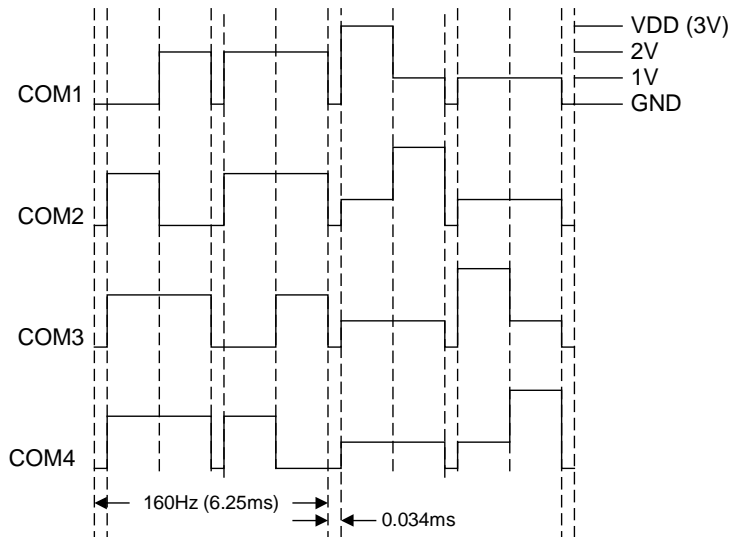 VDD (3V)
2V
1V
GND
COM1
COM2
COM3
COM4
160Hz (6.25ms)
0.034ms